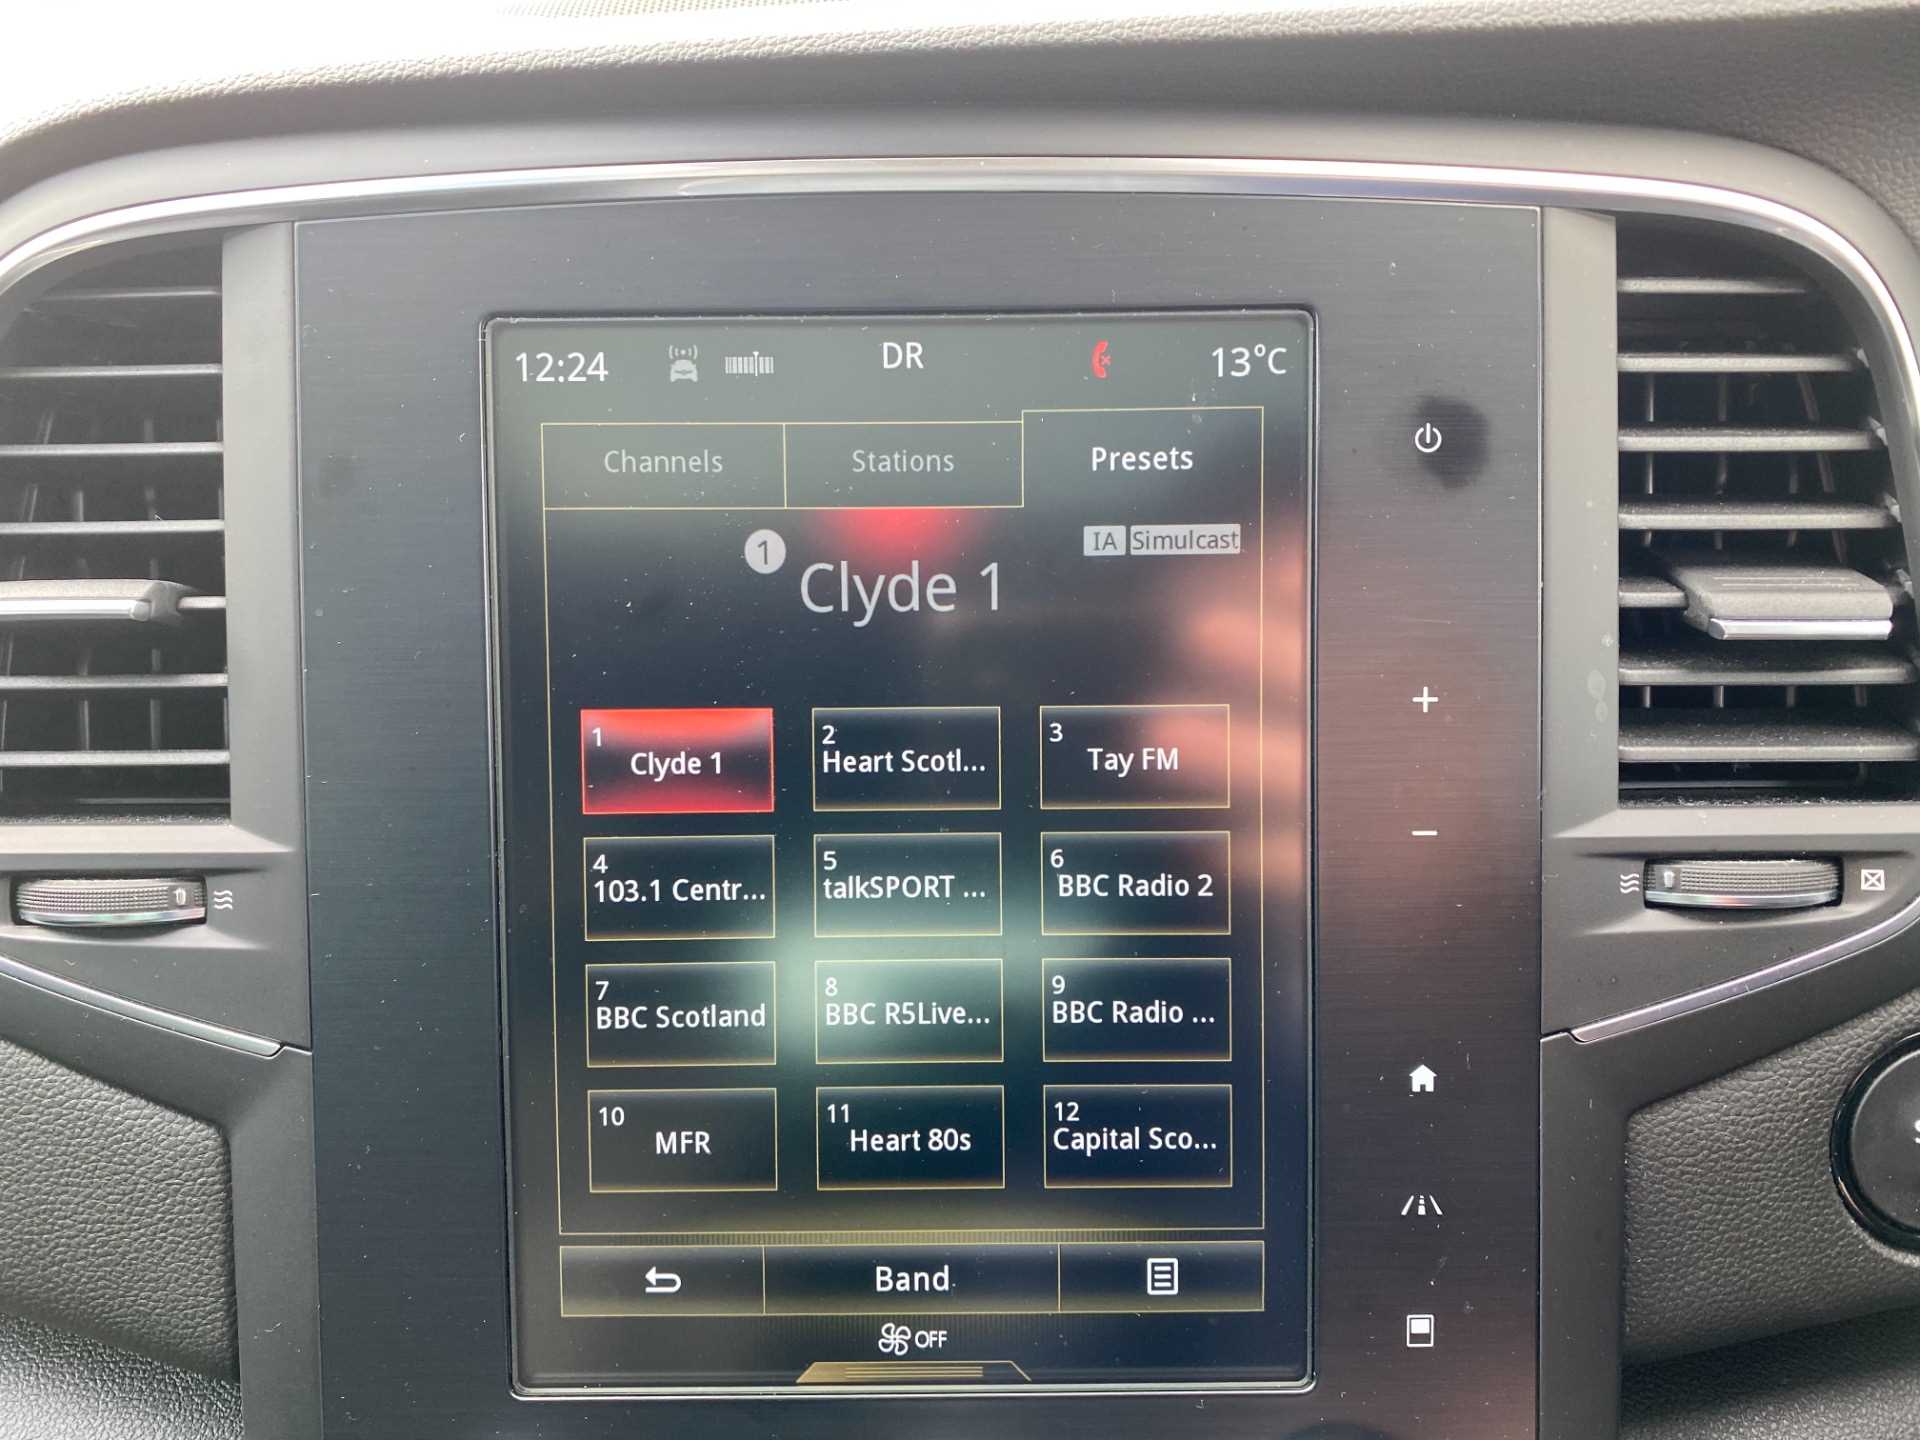 12:24 DR 13°C
Channels Stations Presets
1 IA Simulcast
Clyde 1
1 Clyde 1
2 Heart Scotl...
3 Tay FM
4 103.1 Centr...
5 talkSPORT ...
6 BBC Radio 2
7 BBC Scotland
8 BBC R5Live...
9 BBC Radio ...
10 MFR
11 Heart 80s
12 Capital Sco...
Band
OFF